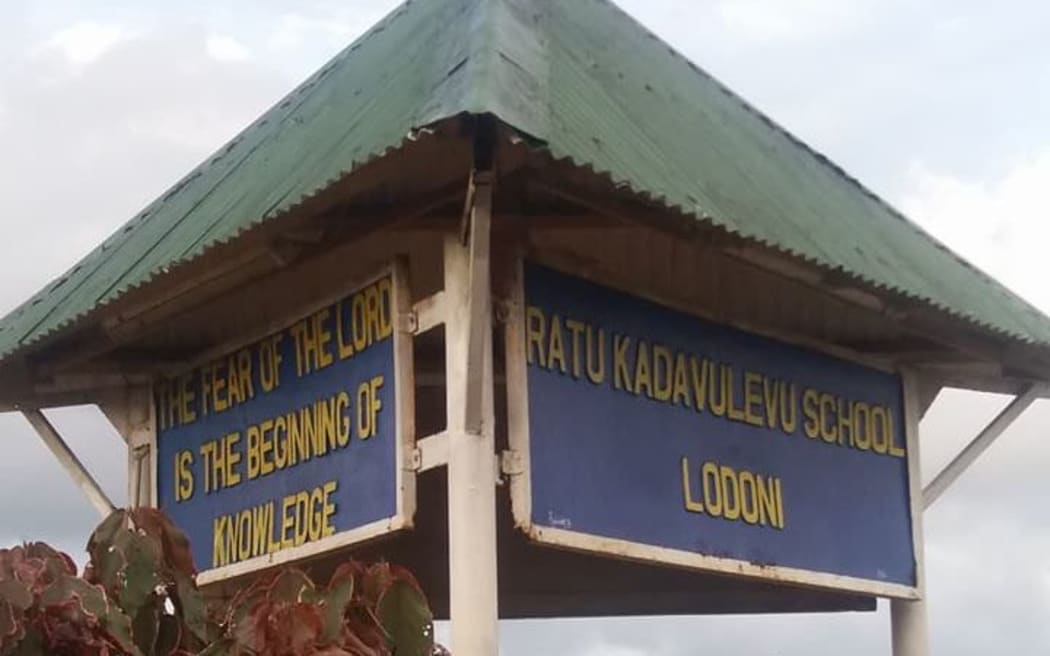 THE FEAR OF THE LORD
IS THE BEGINNING OF
KNOWLEDGE
RATU KADAVULEVU SCHOOL
LODONI